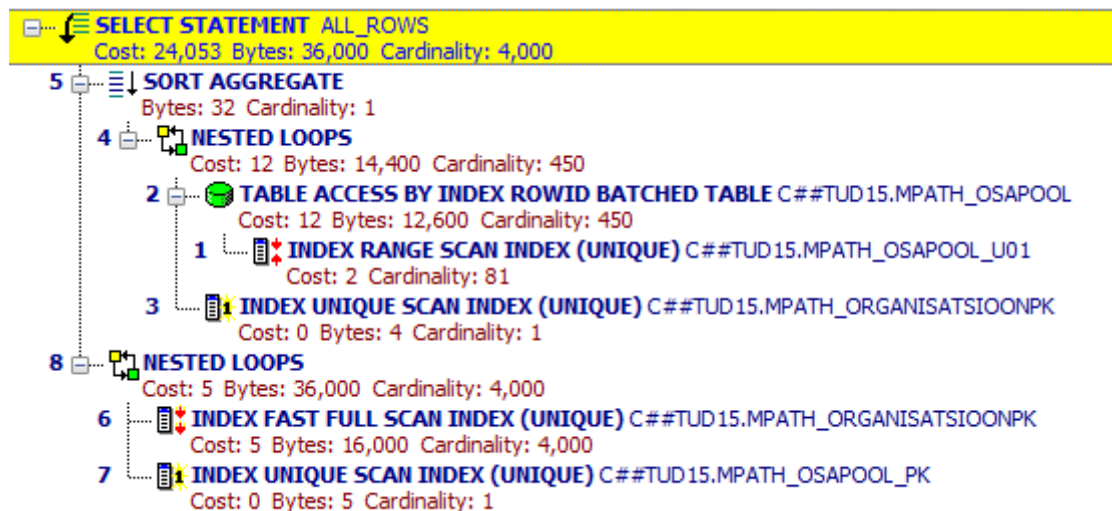 SELECT STATEMENT ALL_ROWS
Cost: 24,053 Bytes: 36,000 Cardinality: 4,000
5 SORT AGGREGATE
Bytes: 32 Cardinality: 1
4 NESTED LOOPS
Cost: 12 Bytes: 14,400 Cardinality: 450
2 TABLE ACCESS BY INDEX ROWID BATCHED TABLE C##TUD15.MPATH_OSAPOOL
Cost: 12 Bytes: 12,600 Cardinality: 450
1 INDEX RANGE SCAN INDEX (UNIQUE) C##TUD15.MPATH_OSAPOOL_U01
Cost: 2 Cardinality: 81
3 INDEX UNIQUE SCAN INDEX (UNIQUE) C##TUD15.MPATH_ORGANISATSIOONPK
Cost: 0 Bytes: 4 Cardinality: 1
8 NESTED LOOPS
Cost: 5 Bytes: 36,000 Cardinality: 4,000
6 INDEX FAST FULL SCAN INDEX (UNIQUE) C##TUD15.MPATH_ORGANISATSIOONPK
Cost: 5 Bytes: 16,000 Cardinality: 4,000
7 INDEX UNIQUE SCAN INDEX (UNIQUE) C##TUD15.MPATH_OSAPOOL_PK
Cost: 0 Bytes: 5 Cardinality: 1